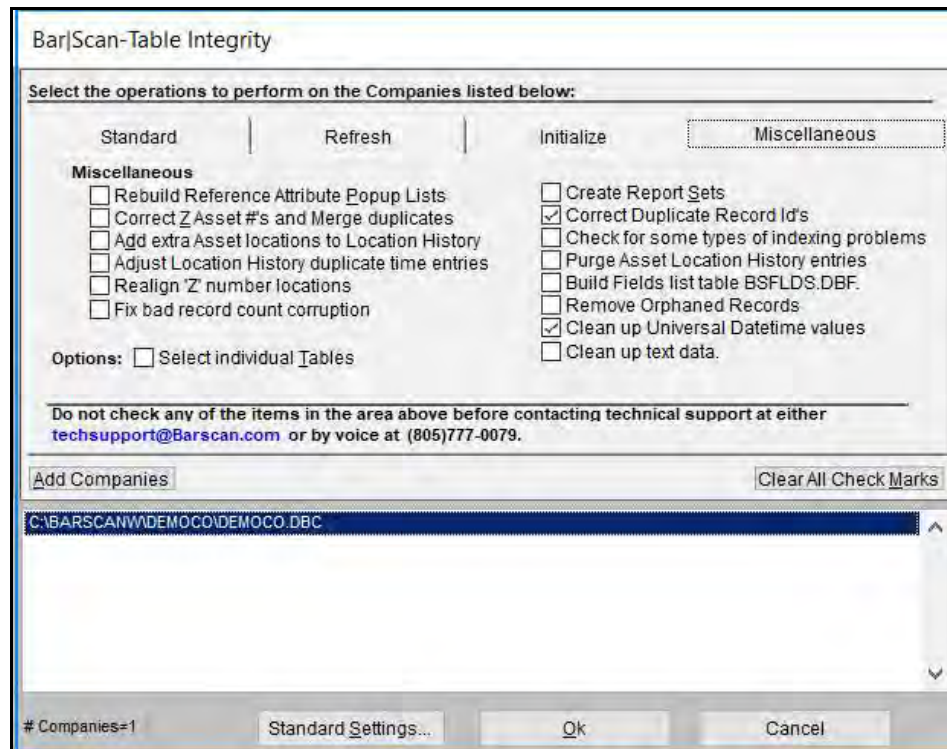 Bar|Scan-Table Integrity
Select the operations to perform on the Companies listed below:
Standard Refresh Initialize Miscellaneous
Miscellaneous
Rebuild Reference Attribute Popup Lists
Correct Z Asset #'s and Merge duplicates
Add extra Asset locations to Location History
Adjust Location History duplicate time entries
Realign 'Z' number locations
Fix bad record count corruption
Options: Select individual Tables
Create Report Sets
Correct Duplicate Record Id's
Check for some types of indexing problems
Purge Asset Location History entries
Build Fields list table BSFLDS.DBF.
Remove Orphaned Records
Clean up Universal Datetime values
Clean up text data.
Do not check any of the items in the area above before contacting technical support at either
techsupport@Barscan.com or by voice at (805)777-0079.
Add Companies Clear All Check Marks
C:\BARSCANW\DEMOCO\DEMOCO.DBC
# Companies=1 Standard Settings... Ok Cancel